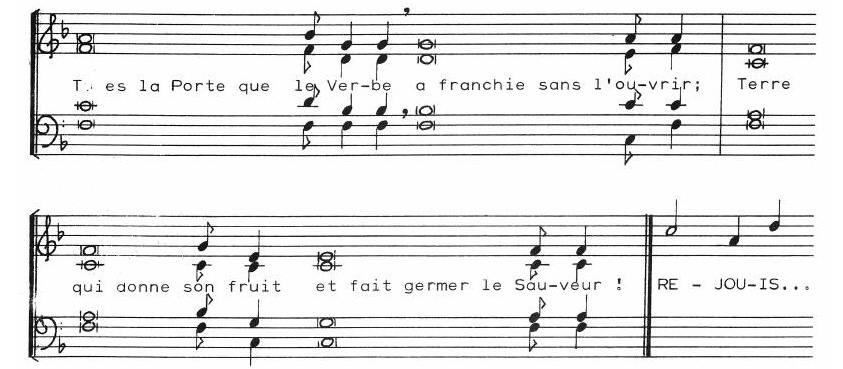 T. es la Porte que le Ver-be a franchie sans l'ou-vrir; Terre
qui donne son fruit et fait germer le Sau-veur ! RE - JOU-IS...